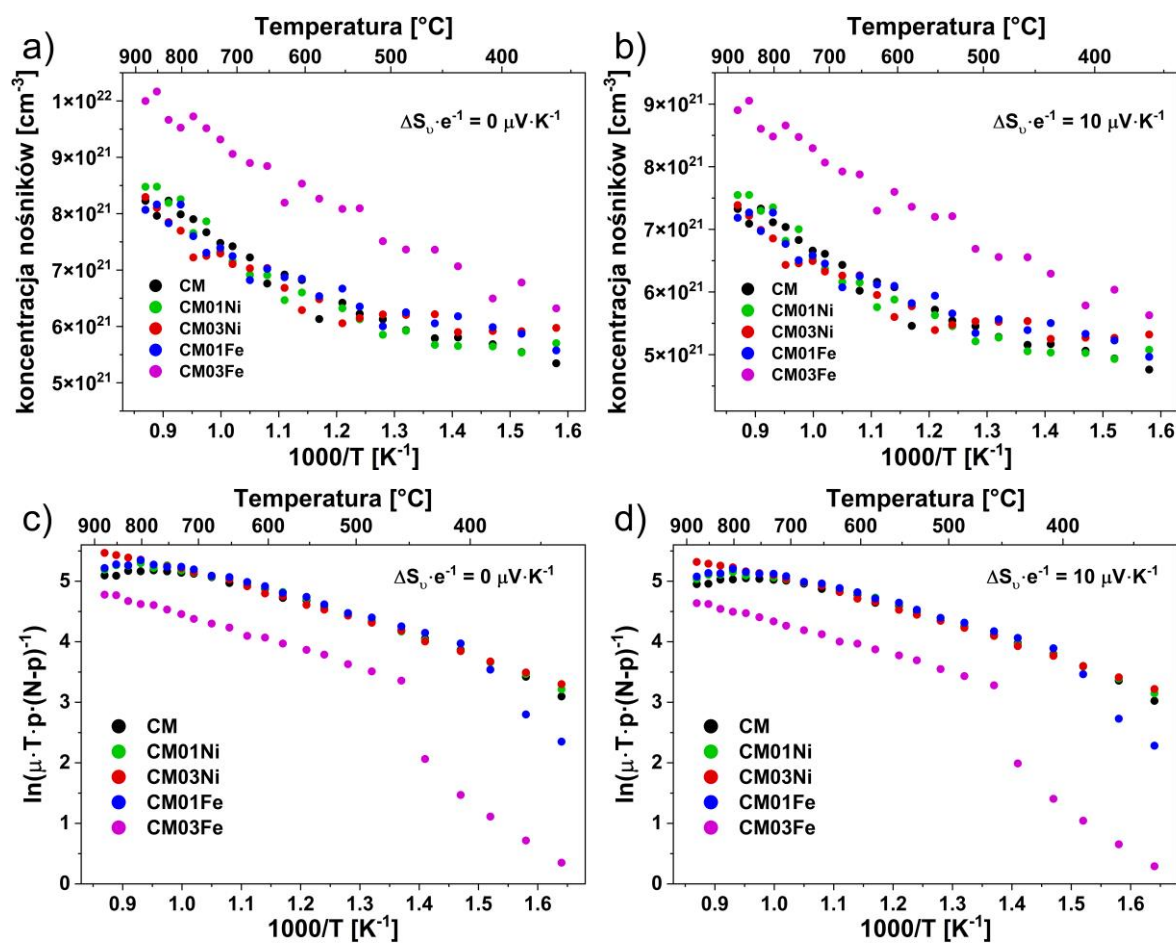 a)
Temperatura [°C]
900 800 700 600 500 400
koncentracja nośników [cm⁻³]
1×10²²
9×10²¹
8×10²¹
7×10²¹
6×10²¹
5×10²¹
ΔSᵤ·e⁻¹ = 0 μV·K⁻¹
CM
CM01Ni
CM03Ni
CM01Fe
CM03Fe
0.9 1.0 1.1 1.2 1.3 1.4 1.5 1.6
1000/T [K⁻¹]
b)
Temperatura [°C]
900 800 700 600 500 400
koncentracja nośników [cm⁻³]
9×10²¹
8×10²¹
7×10²¹
6×10²¹
5×10²¹
ΔSᵤ·e⁻¹ = 10 μV·K⁻¹
CM
CM01Ni
CM03Ni
CM01Fe
CM03Fe
0.9 1.0 1.1 1.2 1.3 1.4 1.5 1.6
1000/T [K⁻¹]
c)
Temperatura [°C]
900 800 700 600 500 400
ln(μ·T·p·(N-p)⁻¹)
5
4
3
2
1
0
ΔSᵤ·e⁻¹ = 0 μV·K⁻¹
CM
CM01Ni
CM03Ni
CM01Fe
CM03Fe
0.9 1.0 1.1 1.2 1.3 1.4 1.5 1.6
1000/T [K⁻¹]
d)
Temperatura [°C]
900 800 700 600 500 400
ln(μ·T·p·(N-p)⁻¹)
5
4
3
2
1
0
ΔSᵤ·e⁻¹ = 10 μV·K⁻¹
CM
CM01Ni
CM03Ni
CM01Fe
CM03Fe
0.9 1.0 1.1 1.2 1.3 1.4 1.5 1.6
1000/T [K⁻¹]